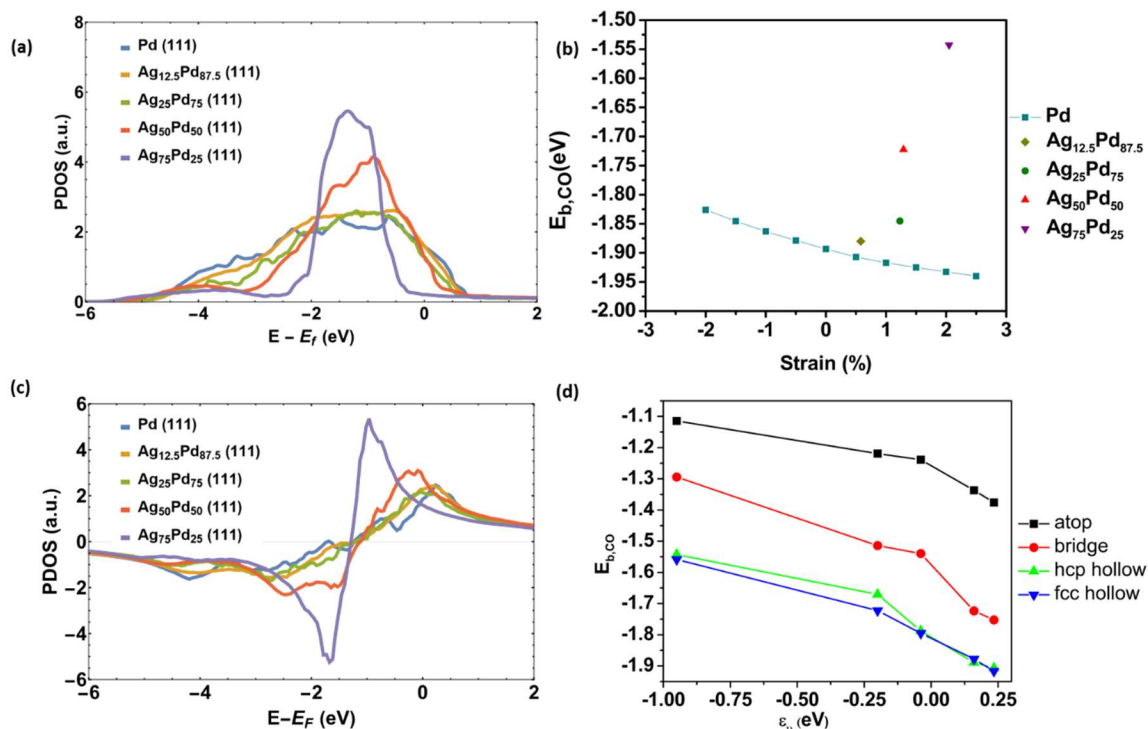 (a)
8
6
4
2
0
PDOS (a.u.)
Pd (111)
Ag12.5Pd87.5 (111)
Ag25Pd75 (111)
Ag50Pd50 (111)
Ag75Pd25 (111)
−6 −4 −2 0 2
E − Ef (eV)
(b)
-1.50
-1.55
-1.60
-1.65
-1.70
-1.75
-1.80
-1.85
-1.90
-1.95
-2.00
Eb,CO(eV)
-3 -2 -1 0 1 2 3
Strain (%)
Pd
Ag12.5Pd87.5
Ag25Pd75
Ag50Pd50
Ag75Pd25
(c)
6
4
2
0
−2
−4
−6
PDOS (a.u.)
Pd (111)
Ag12.5Pd87.5 (111)
Ag25Pd75 (111)
Ag50Pd50 (111)
Ag75Pd25 (111)
−6 −4 −2 0 2
E−EF (eV)
(d)
-1.1
-1.2
-1.3
-1.4
-1.5
-1.6
-1.7
-1.8
-1.9
Eb,CO
-1.00 -0.75 -0.50 -0.25 0.00 0.25
(eV)
atop
bridge
hcp hollow
fcc hollow